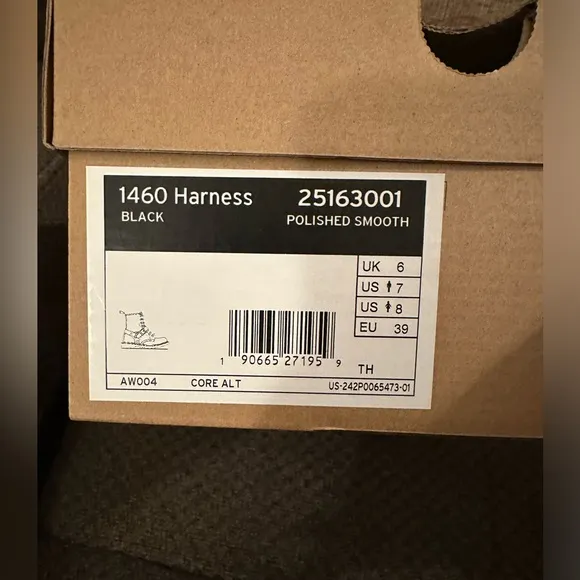 1460 Harness 25163001
BLACK POLISHED SMOOTH
UK 6
US 7
US 8
EU 39
1 90665 27195 9
TH
AW004 CORE ALT US-242P0065473-01